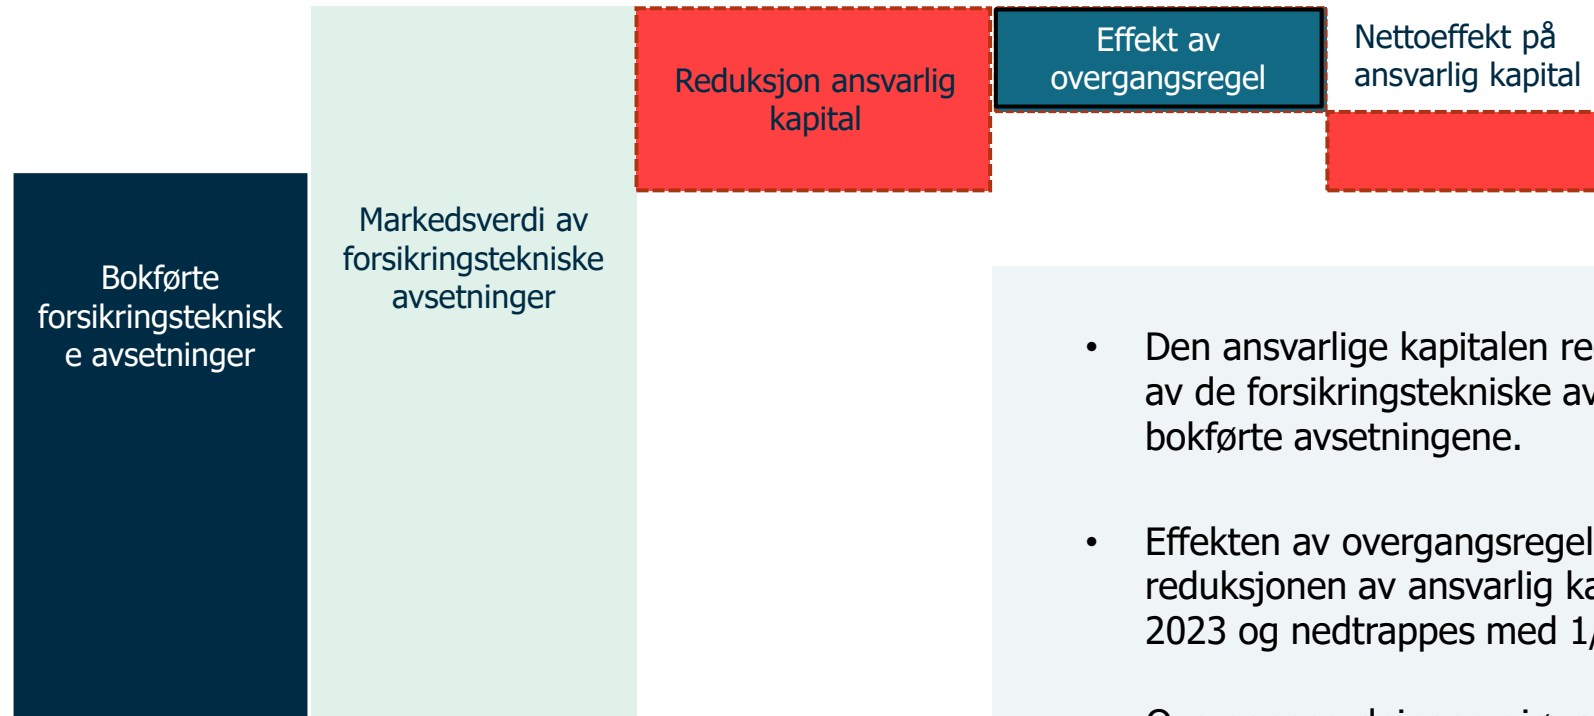 Bokførte
forsikringsteknisk
e avsetninger
Markedsverdi av
forsikringstekniske
avsetninger
Reduksjon ansvarlig
kapital
Effekt av
overgangsregel
Nettoeffekt på
ansvarlig kapital
• Den ansvarlige kapitalen re
av de forsikringstekniske av
bokførte avsetningene.
• Effekten av overgangsregel
reduksjonen av ansvarlig ka
2023 og nedtrappes med 1/